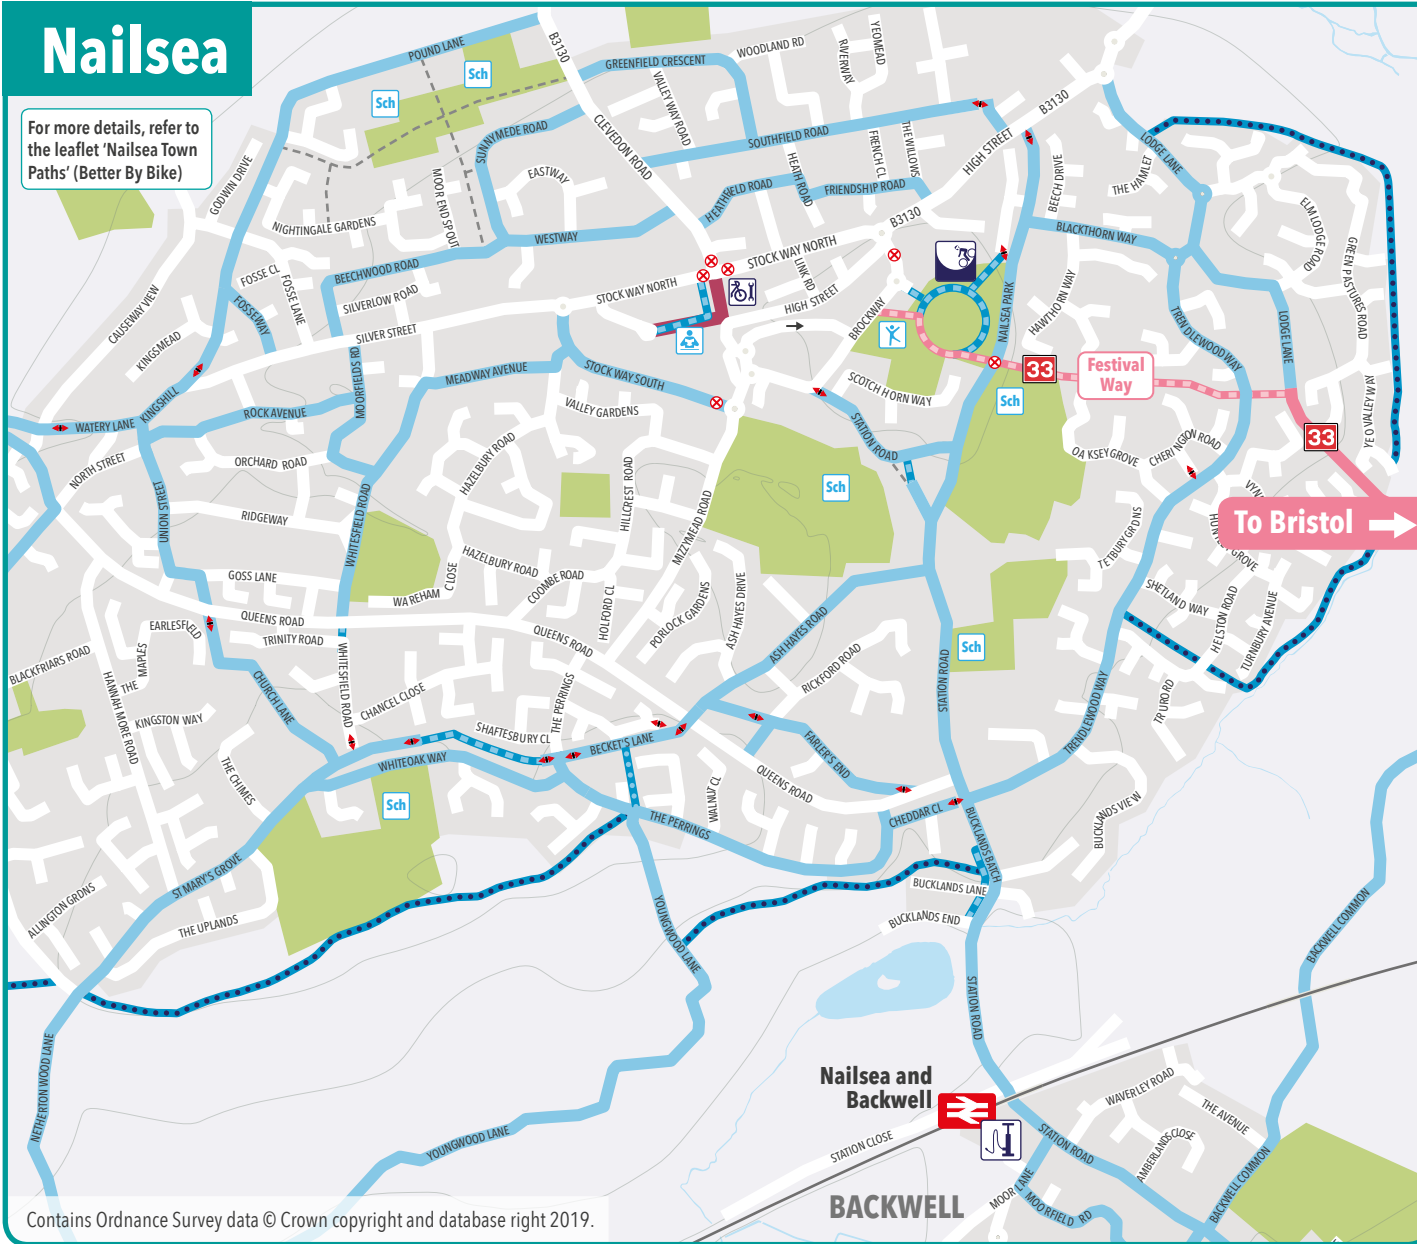 Nailsea
For more details, refer to
the leaflet ‘Nailsea Town
Paths’ (Better By Bike)
POUND LANE
B3130
Sch
Sch
GREENFIELD CRESCENT
WOODLAND RD
RIVERWAY
YEOMEAD
VALLEY WAY ROAD
CLEVEDON ROAD
SUNNYMEDE ROAD
SOUTHFIELD ROAD
HIGH STREET
B3130
LODGE LANE
GODWIN DRIVE
MOOR END SPOUT
EASTWAY
HEATHFIELD ROAD
HEATH ROAD
FRENCH CL
THE WILLOWS
FRIENDSHIP ROAD
BEECH DRIVE
THE HAMLET
ELM LODGE ROAD
GREEN PASTURES ROAD
NIGHTINGALE GARDENS
WESTWAY
B3130
BLACKTHORN WAY
STOCK WAY NORTH
BEECHWOOD ROAD
FOSSE CL
FOSSE LANE
FOSSEWAY
SILVERLOW ROAD
STOCK WAY NORTH
LINK RD
HIGH STREET
BROCKWAY
NAILSEA PARK
HAWTHORN WAY
TRENDLEWOOD WAY
LODGE LANE
CAUSEWAY VIEW
KINGSMEAD
SILVER STREET
MOORFIELDS RD
MEADWAY AVENUE
STOCK WAY SOUTH
SCOTCH HORN WAY
33
Festival
Way
Sch
KINGSHILL
WATERY LANE
ROCK AVENUE
VALLEY GARDENS
STATION ROAD
YEO VALLEY WAY
33
NORTH STREET
ORCHARD ROAD
HAZELBURY ROAD
OAKSEY GROVE
CHERINGTON ROAD
UNION STREET
RIDGEWAY
WHITESFIELD ROAD
HILLCREST ROAD
MIZZYMEAD ROAD
Sch
TETBURY GRDNS
HUNTLEY GROVE
To Bristol
GOSS LANE
HAZELBURY ROAD
COOMBE ROAD
WAREHAM CLOSE
HOLFORD CL
PORLOCK GARDENS
ASH HAYES DRIVE
ASH HAYES ROAD
SHETLAND WAY
HELSTON ROAD
TURNBURY AVENUE
EARLESFIELD
QUEENS ROAD
TRINITY ROAD
QUEENS ROAD
Sch
BLACKFRIARS ROAD
THE MAPLES
HANNAH MORE ROAD
KINGSTON WAY
CHURCH LANE
WHITESFIELD ROAD
CHANCEL CLOSE
THE PERRINGS
RICKFORD ROAD
STATION ROAD
TRENDLEWOOD WAY
TRURO RD
SHAFTESBURY CL
BECKET'S LANE
WHITEOAK WAY
THE CHIMES
FARLER'S END
QUEENS ROAD
WALNUT CL
Sch
THE PERRINGS
CHEDDAR CL
BUCKLANDS BATCH
BUCKLANDS VIEW
ST MARY'S GROVE
ALLINGTON GRDNS
THE UPLANDS
BUCKLANDS LANE
BUCKLANDS END
YOUNGWOOD LANE
BACKWELL COMMON
STATION ROAD
NETHERTON WOOD LANE
Nailsea and
Backwell
WAVERLEY ROAD
THE AVENUE
YOUNGWOOD LANE
STATION CLOSE
STATION ROAD
AMBERLANDS CLOSE
BACKWELL COMMON
MOOR LANE
MOORFIELD RD
BACKWELL
Contains Ordnance Survey data © Crown copyright and database right 2019.